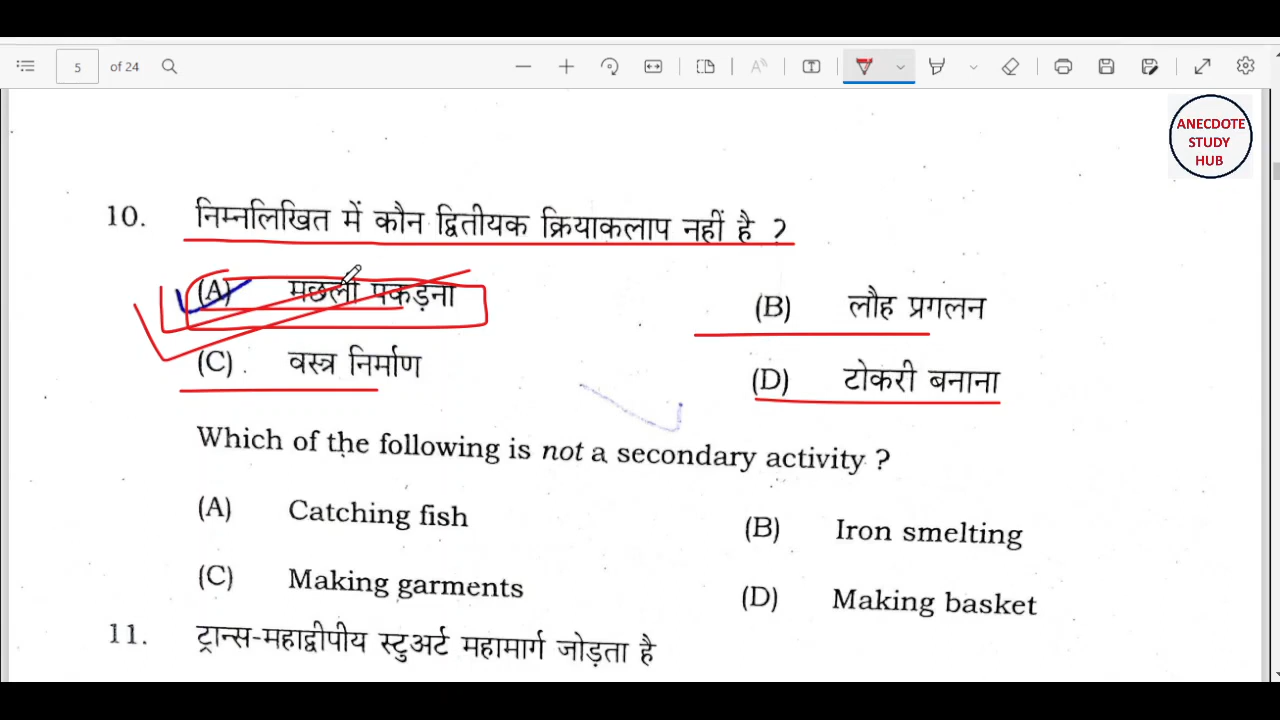 5 of 24
ANECDOTE
STUDY
HUB
10. निम्नलिखित में कौन द्वितीयक क्रियाकलाप नहीं है ?
(A) मछली पकड़ना (B) लौह प्रगलन
(C) वस्त्र निर्माण (D) टोकरी बनाना
Which of the following is not a secondary activity ?
(A) Catching fish (B) Iron smelting
(C) Making garments (D) Making basket
11. ट्रान्स-महाद्वीपीय स्टुअर्ट महामार्ग जोड़ता है